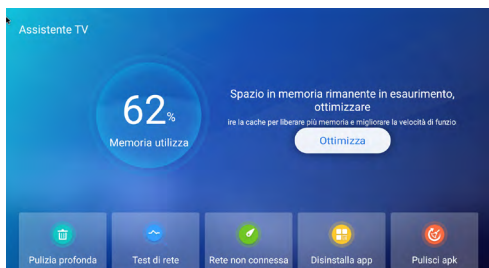 Assistente TV
62%
Memoria utilizza
Spazio in memoria rimanente in esaurimento,
ottimizzare
ire la cache per liberare più memoria e migliorare la velocità di funzio
Ottimizza
Pulizia profonda
Test di rete
Rete non connessa
Disinstalla app
Pulisci apk